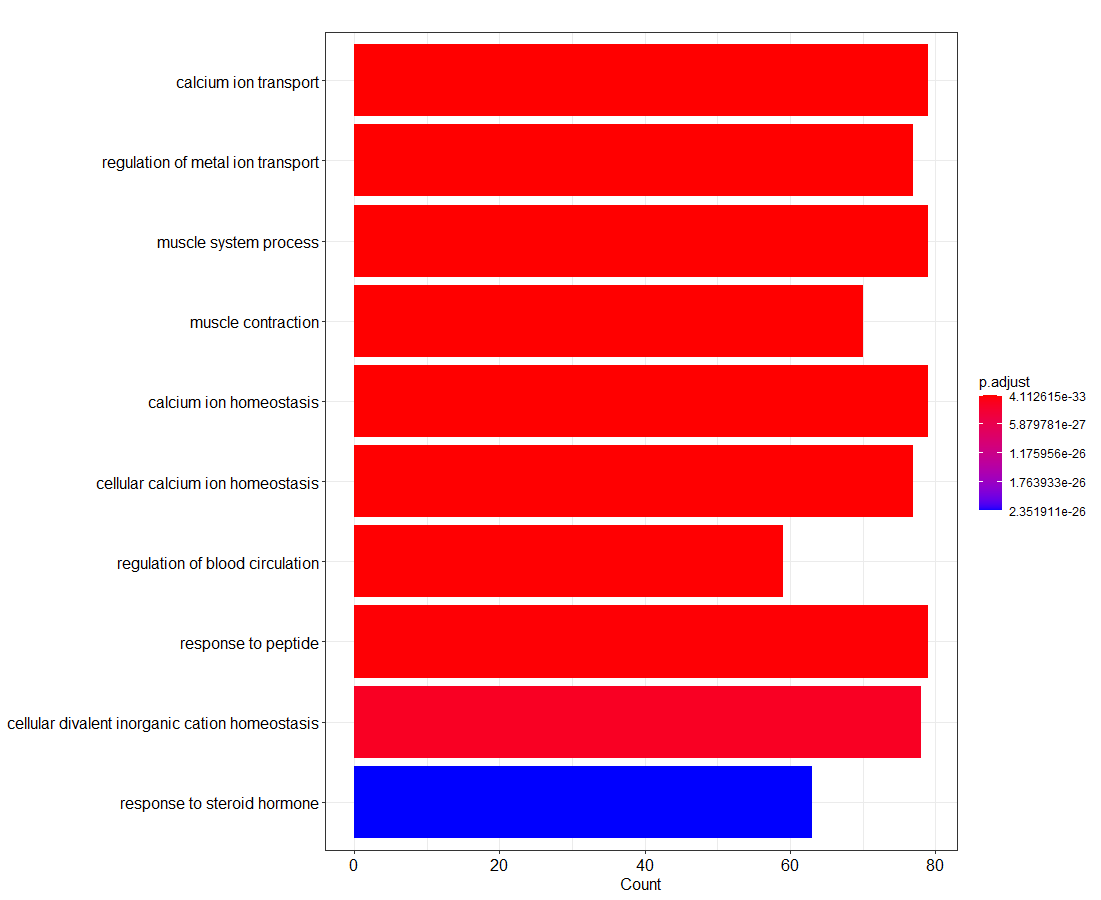 calcium ion transport
regulation of metal ion transport
muscle system process
muscle contraction
calcium ion homeostasis
cellular calcium ion homeostasis
regulation of blood circulation
response to peptide
cellular divalent inorganic cation homeostasis
response to steroid hormone
0 20 40 60 80
Count
p.adjust
4.112615e-33
5.879781e-27
1.175956e-26
1.763933e-26
2.351911e-26